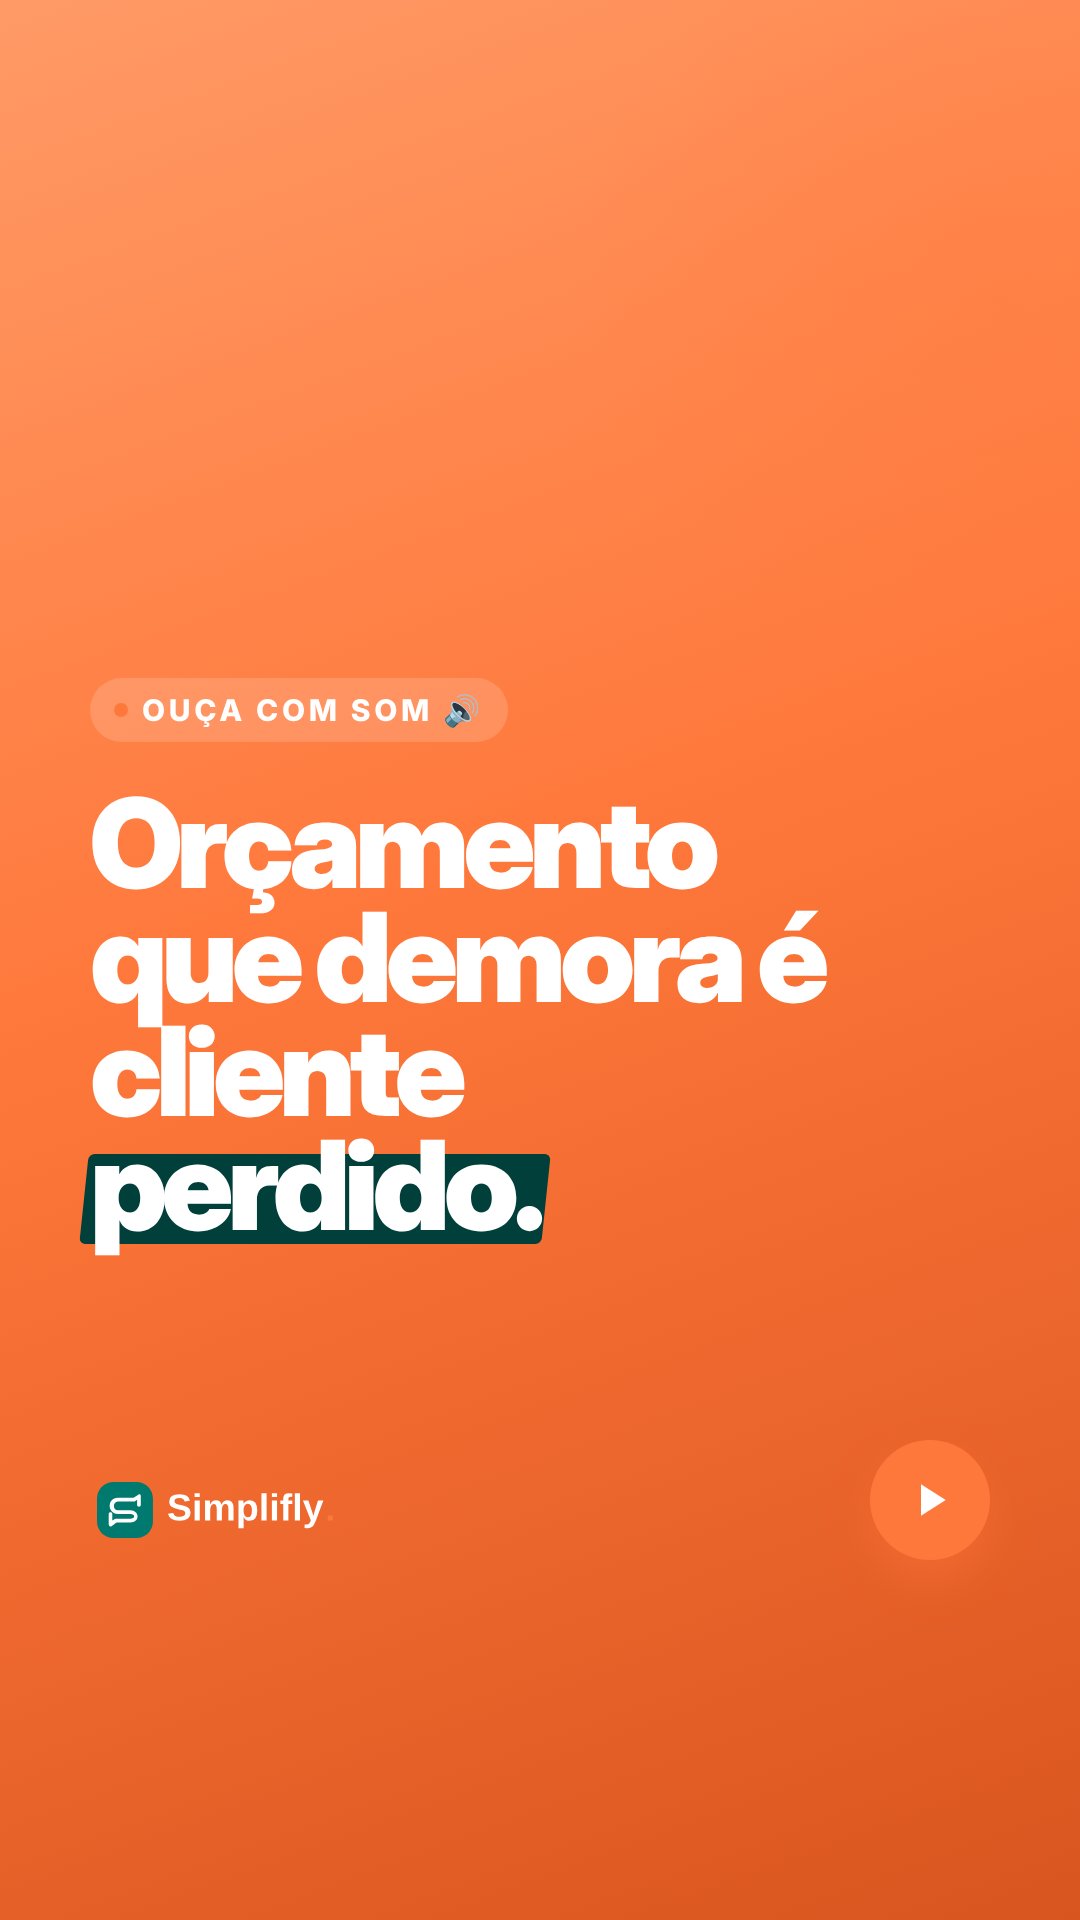 OUÇA COM SOM 🔊
Orçamento
que demora é
cliente
perdido.
Simplifly.